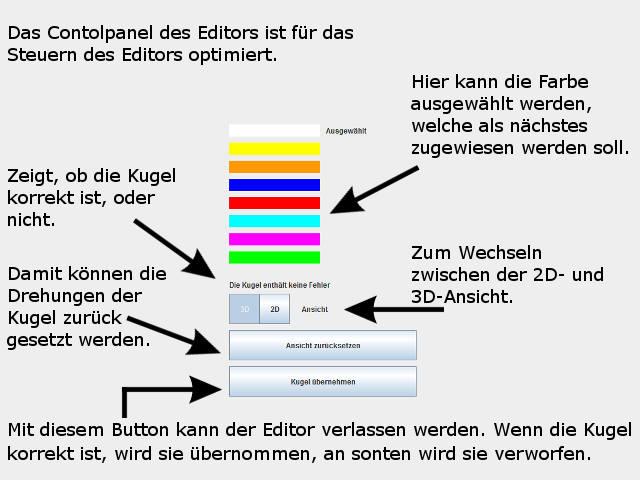 Das Contolpanel des Editors ist für das
Steuern des Editors optimiert.
Hier kann die Farbe
ausgewählt werden,
welche als nächstes
zugewiesen werden soll.
Ausgewählt
Zeigt, ob die Kugel
korrekt ist, oder
nicht.
Zum Wechseln
zwischen der 2D- und
3D-Ansicht.
Damit können die
Drehungen der
Kugel zurück
gesetzt werden.
Die Kugel enthält keine Fehler
3D 2D Ansicht
Ansicht zurücksetzen
Kugel übernehmen
Mit diesem Button kann der Editor verlassen werden. Wenn die Kugel
korrekt ist, wird sie übernommen, an sonten wird sie verworfen.